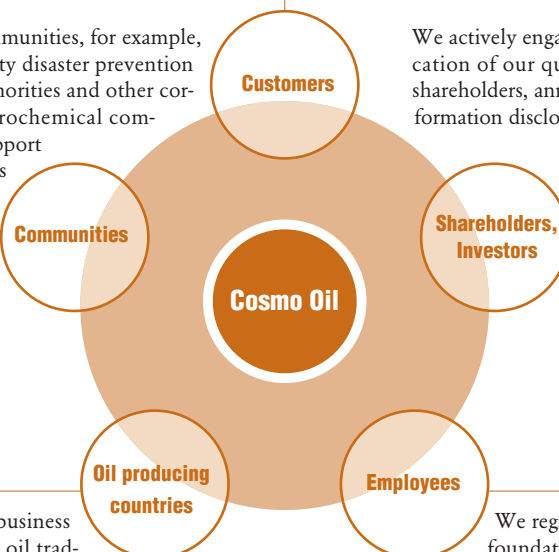 munities, for example,
ty disaster prevention
norities and other cor-
rochemical com-
pport
s
We actively enga
cation of our qu
shareholders, ann
formation disclo
Customers
Communities
Shareholders,
Investors
Cosmo Oil
Oil producing
countries
Employees
business
oil trad-
We reg
foundat